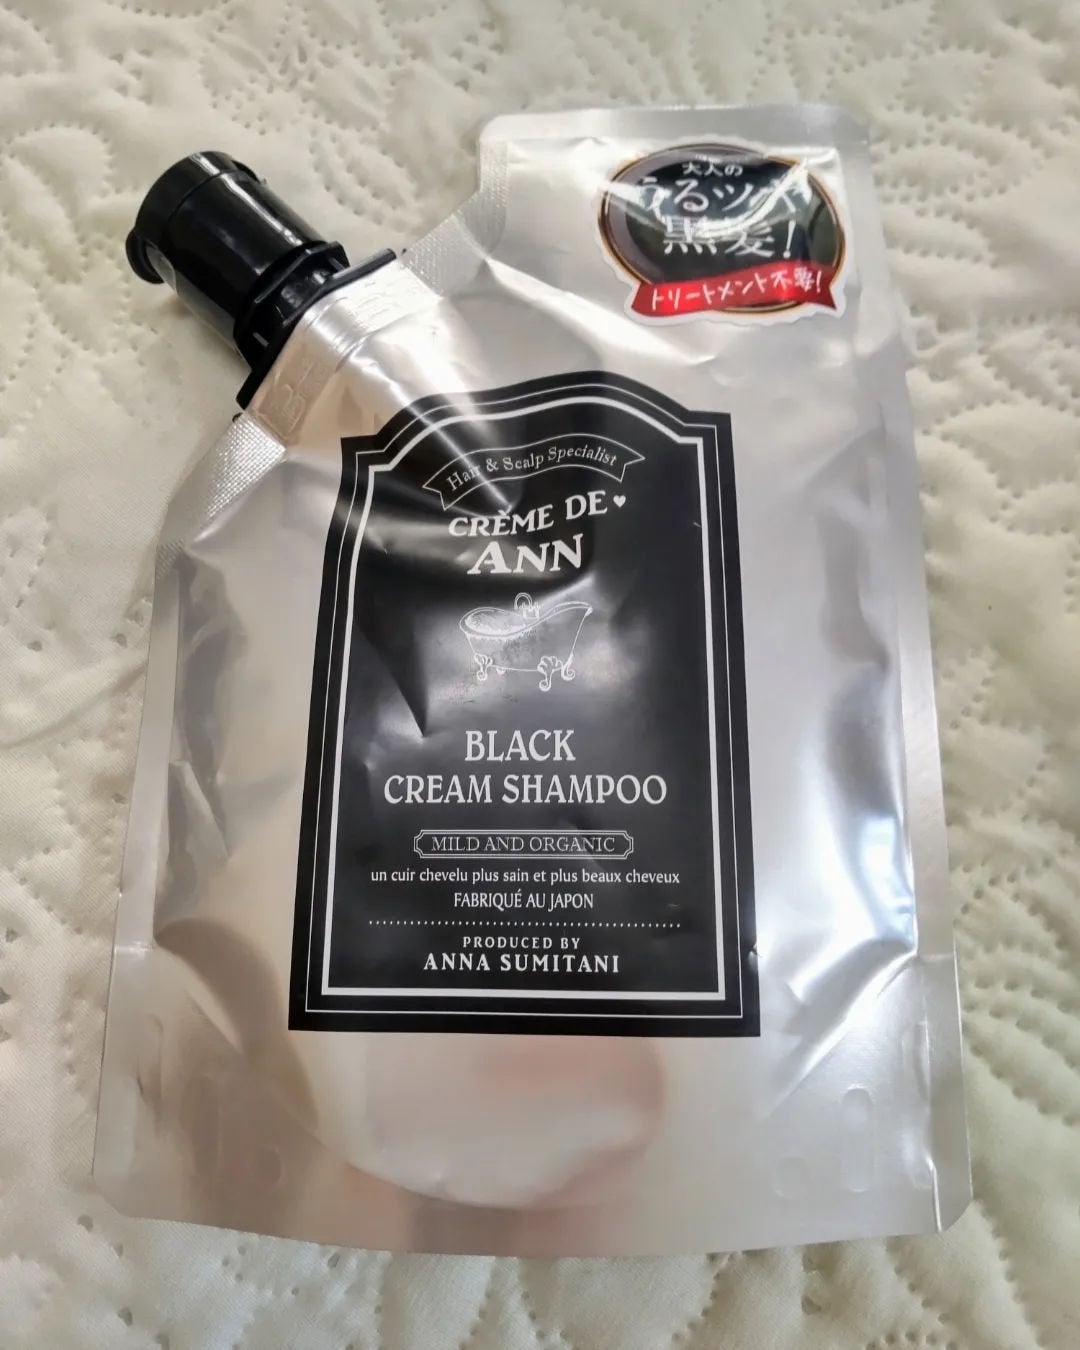 大人の
うるツヤ
黒髪!
トリートメント不要!
Hair & Scalp Specialist
CRÈME DE♥
ANN
BLACK
CREAM SHAMPOO
MILD AND ORGANIC
un cuir chevelu plus sain et plus beaux cheveux
FABRIQUÉ AU JAPON
PRODUCED BY
ANNA SUMITANI